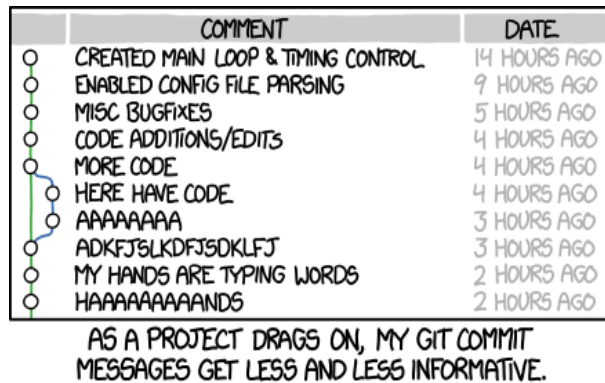 COMMENT DATE
CREATED MAIN LOOP & TIMING CONTROL 14 HOURS AGO
ENABLED CONFIG FILE PARSING 9 HOURS AGO
MISC BUGFIXES 5 HOURS AGO
CODE ADDITIONS/EDITS 4 HOURS AGO
MORE CODE 4 HOURS AGO
HERE HAVE CODE 4 HOURS AGO
AAAAAAAA 3 HOURS AGO
ADKFJSLKDFJSDKLFJ 3 HOURS AGO
MY HANDS ARE TYPING WORDS 2 HOURS AGO
HAAAAAAAAANDS 2 HOURS AGO
AS A PROJECT DRAGS ON, MY GIT COMMIT
MESSAGES GET LESS AND LESS INFORMATIVE.